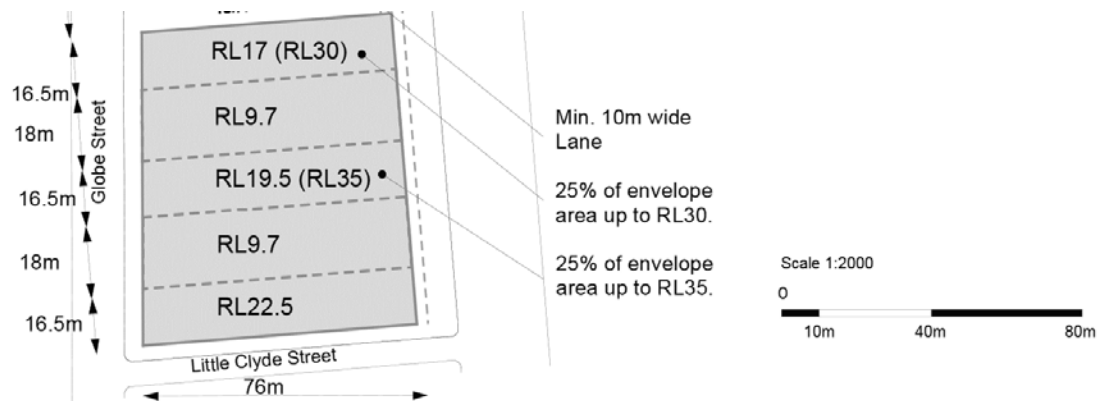 RL17 (RL30)
16.5m
RL9.7
18m
Globe Street
RL19.5 (RL35)
16.5m
RL9.7
18m
RL22.5
16.5m
Little Clyde Street
76m
Min. 10m wide
Lane
25% of envelope
area up to RL30.
25% of envelope
area up to RL35.
Scale 1:2000
0
10m
40m
80m